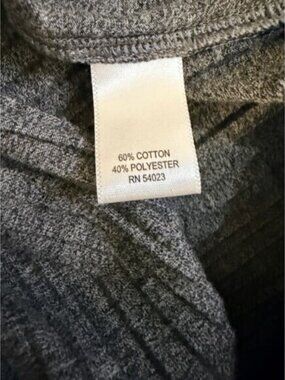 60% COTTON
40% POLYESTER
RN 54023